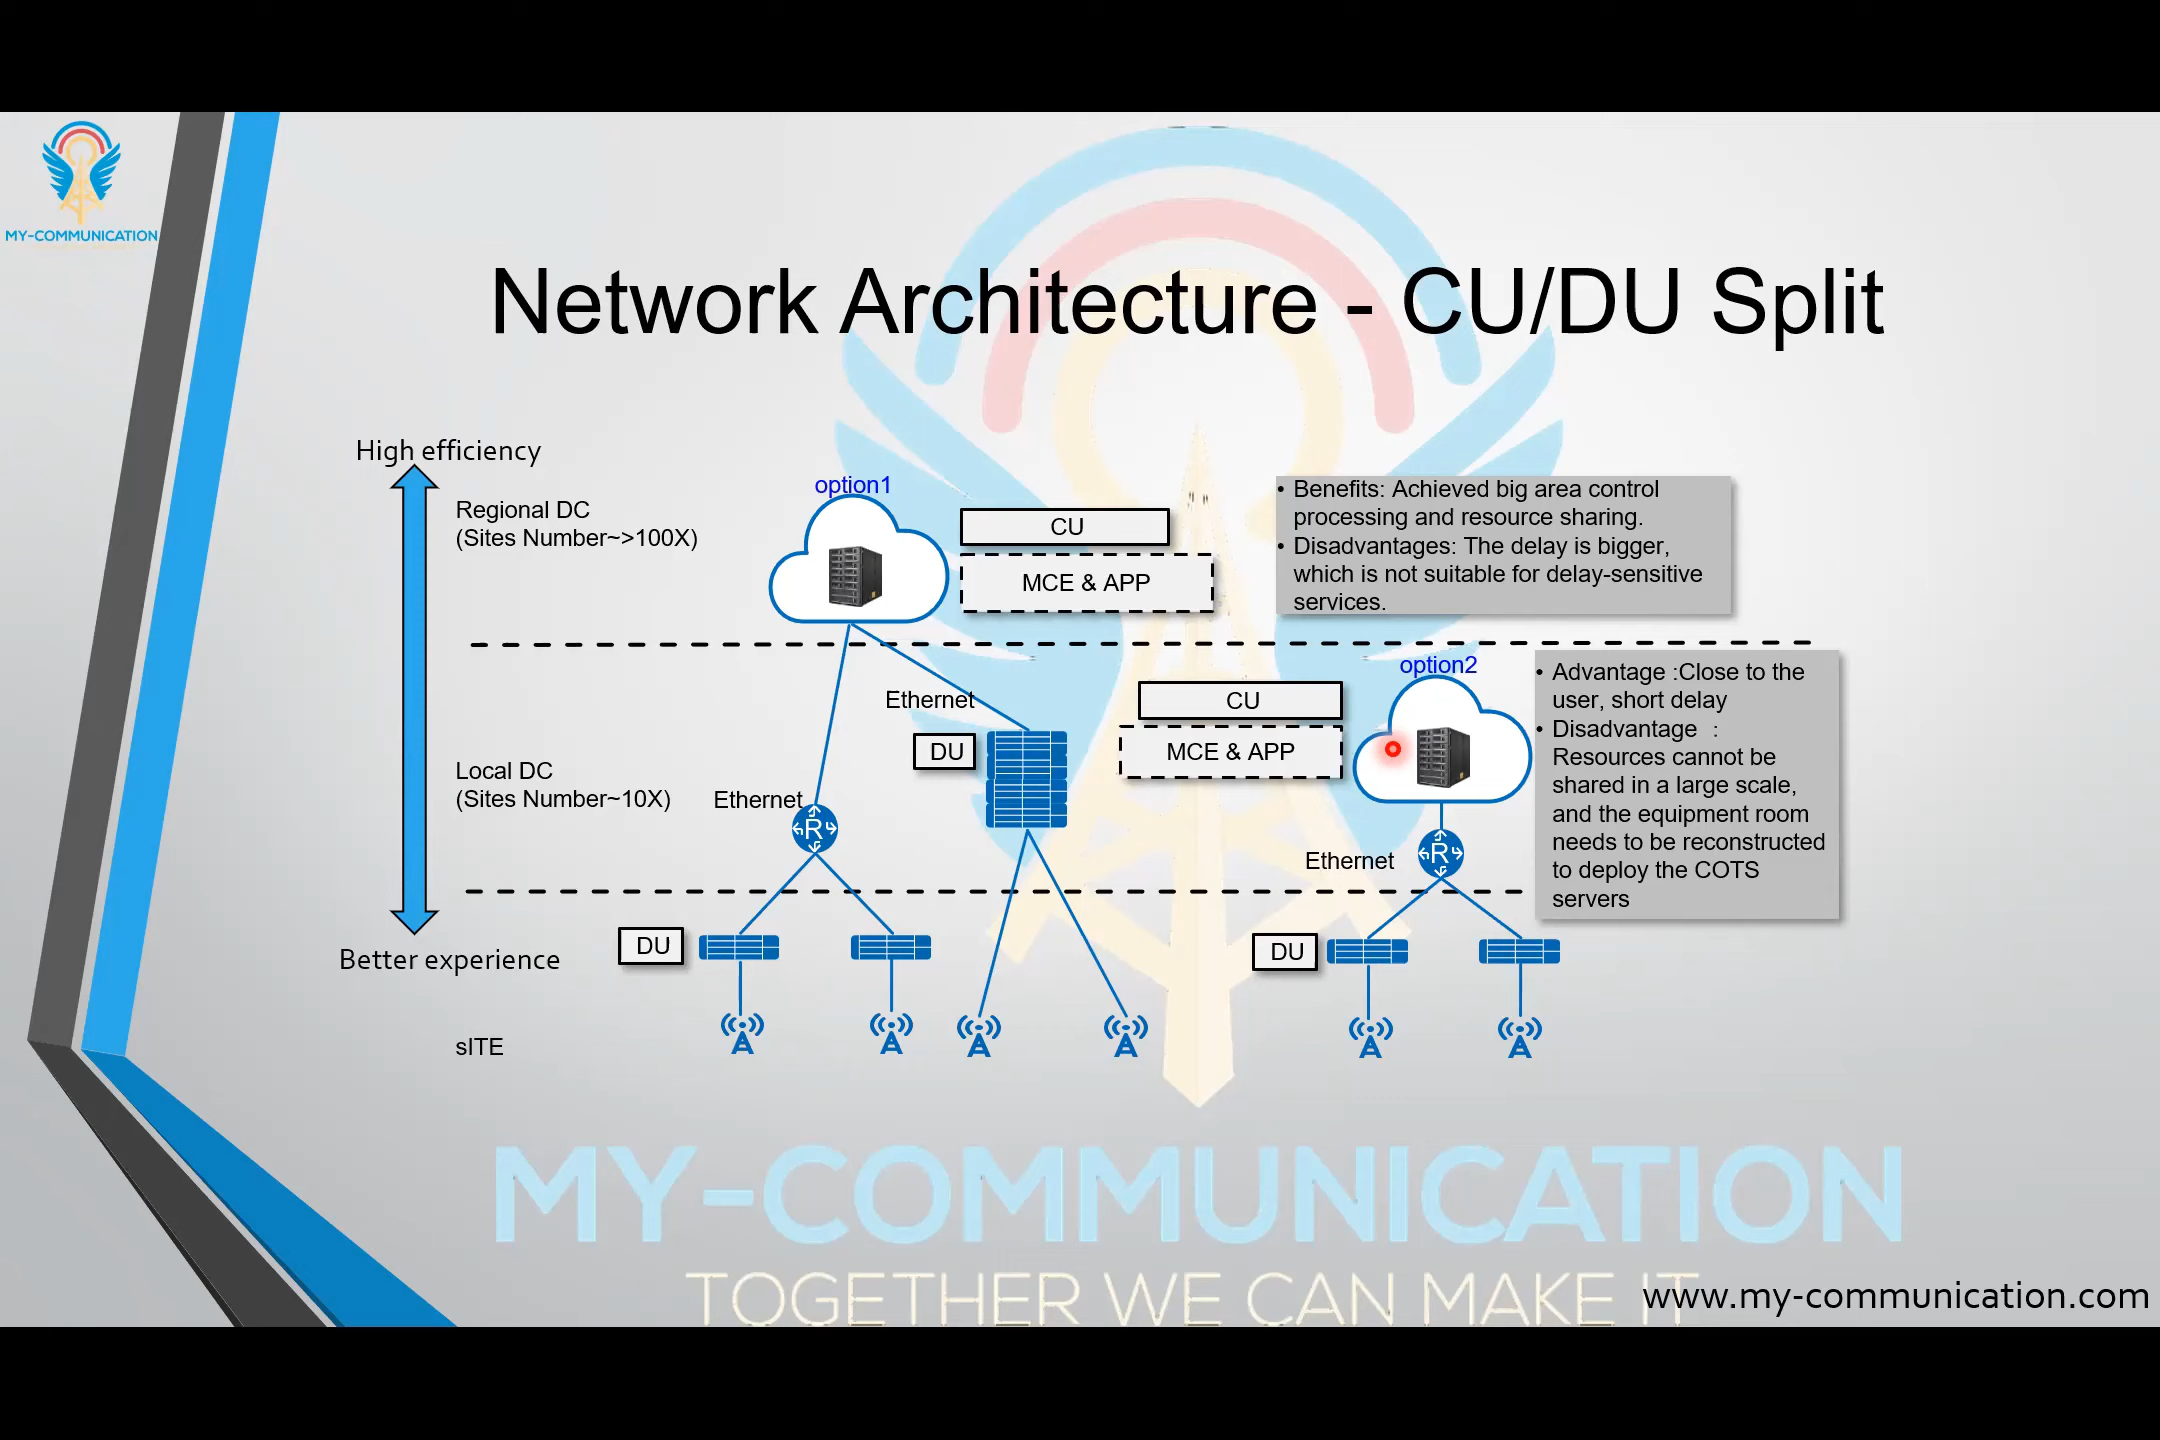 MY-COMMUNICATION
Network Architecture - CU/DU Split
High efficiency
Regional DC
(Sites Number~>100X)
option1
CU
MCE & APP
• Benefits: Achieved big area control
processing and resource sharing.
• Disadvantages: The delay is bigger,
which is not suitable for delay-sensitive
services.
Ethernet
DU
Local DC
(Sites Number~10X)
Ethernet
R
CU
MCE & APP
option2
Ethernet
R
• Advantage :Close to the
user, short delay
• Disadvantage ：
Resources cannot be
shared in a large scale,
and the equipment room
needs to be reconstructed
to deploy the COTS
servers
Better experience
DU
DU
sITE
MY-COMMUNICATION
TOGETHER WE CAN MAKE IT
www.my-communication.com